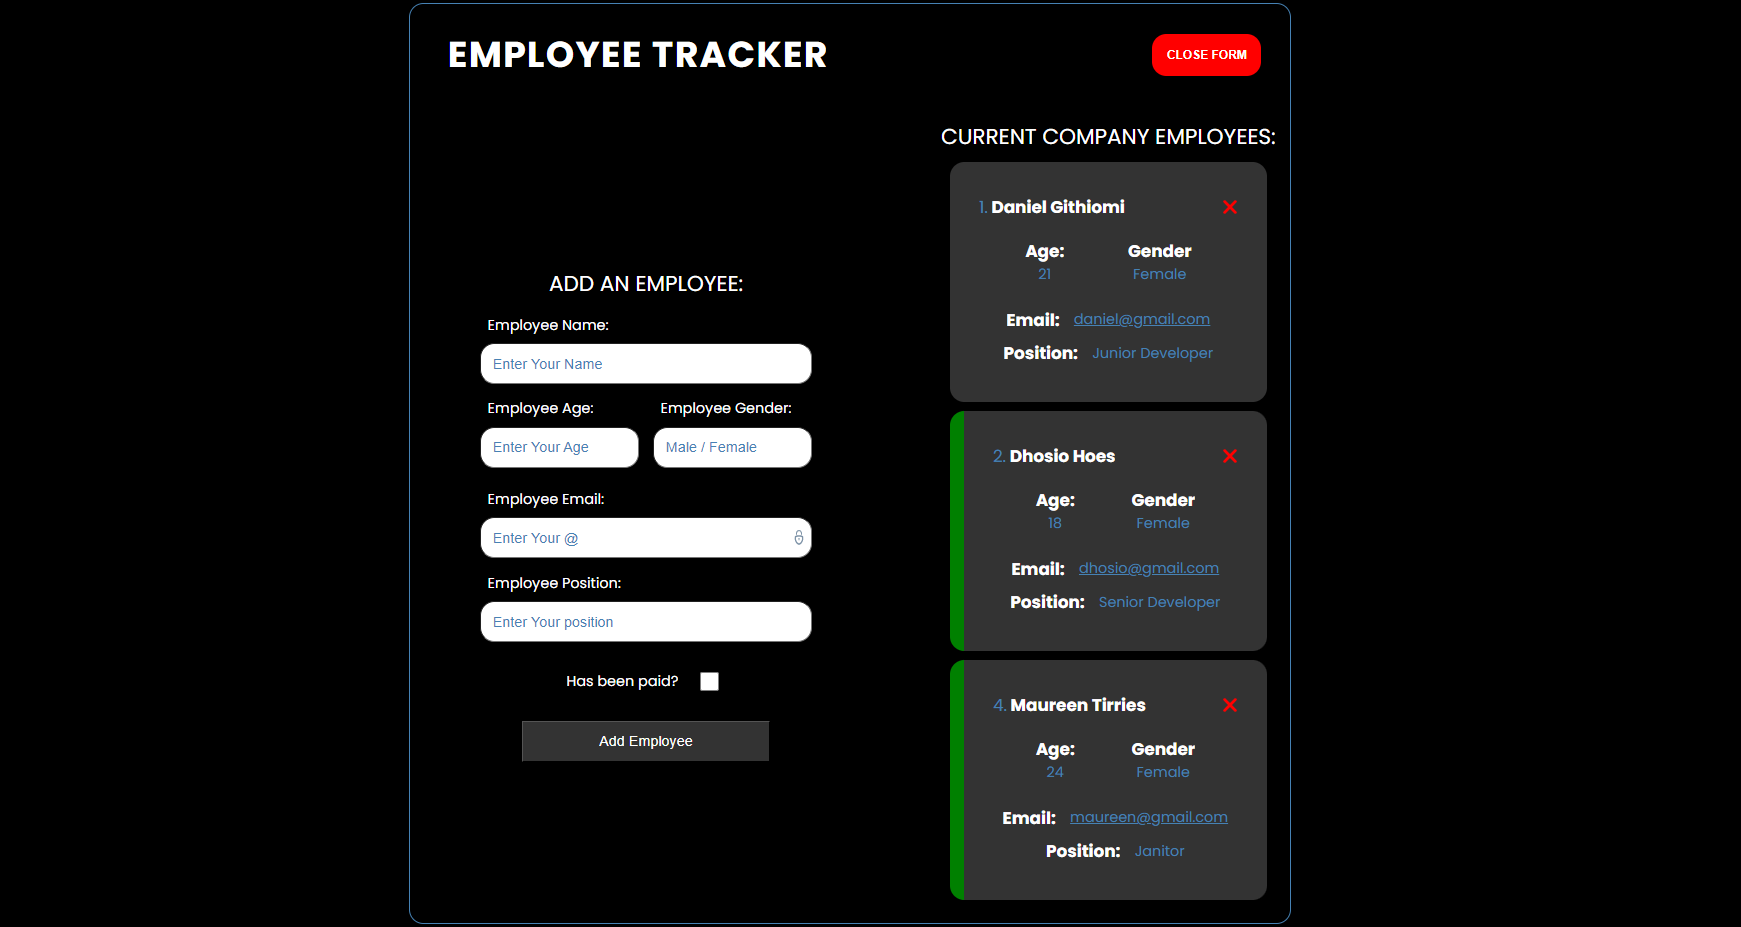 EMPLOYEE TRACKER
CLOSE FORM
ADD AN EMPLOYEE:
Employee Name:
Enter Your Name
Employee Age: Employee Gender:
Enter Your Age Male / Female
Employee Email:
Enter Your @
Employee Position:
Enter Your position
Has been paid?
Add Employee
CURRENT COMPANY EMPLOYEES:
1. Daniel Githiomi
Age: Gender
21 Female
Email: daniel@gmail.com
Position: Junior Developer
2. Dhosio Hoes
Age: Gender
18 Female
Email: dhosio@gmail.com
Position: Senior Developer
4. Maureen Tirries
Age: Gender
24 Female
Email: maureen@gmail.com
Position: Janitor